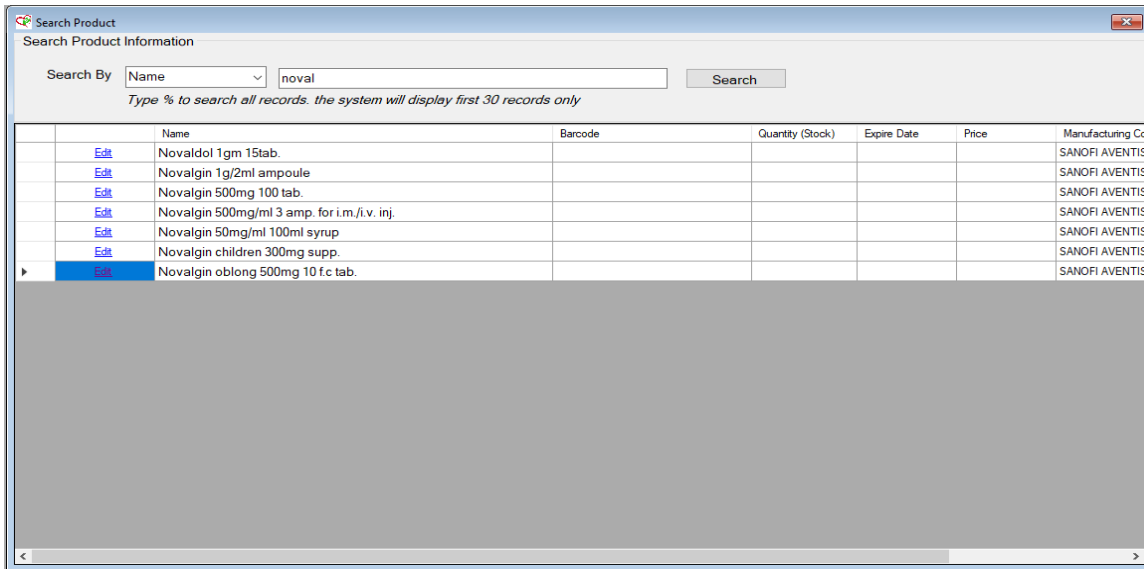 Search Product
Search Product Information
Search By Name noval Search
Type % to search all records. the system will display first 30 records only
Name Barcode Quantity (Stock) Expire Date Price Manufacturing Co
Edit Novaldol 1gm 15tab. SANOFI AVENTIS
Edit Novalgin 1g/2ml ampoule SANOFI AVENTIS
Edit Novalgin 500mg 100 tab. SANOFI AVENTIS
Edit Novalgin 500mg/ml 3 amp. for i.m./i.v. inj. SANOFI AVENTIS
Edit Novalgin 50mg/ml 100ml syrup SANOFI AVENTIS
Edit Novalgin children 300mg supp. SANOFI AVENTIS
Edit Novalgin oblong 500mg 10 f.c tab. SANOFI AVENTIS